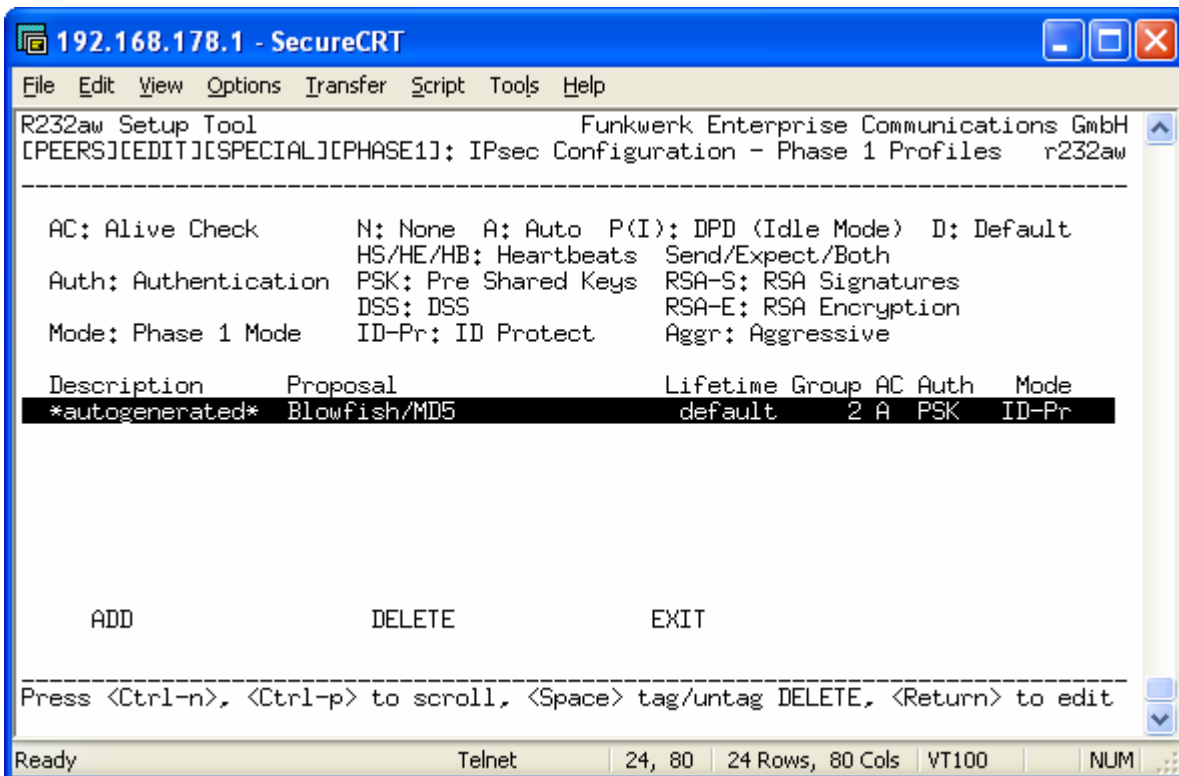 192.168.178.1 - SecureCRT
File Edit View Options Transfer Script Tools Help
R232aw Setup Tool Funkwerk Enterprise Communications GmbH
[PEERS][EDIT][SPECIAL][PHASE1]: IPsec Configuration - Phase 1 Profiles r232aw
AC: Alive Check N: None A: Auto P(I): DPD (Idle Mode) D: Default
HS/HE/HB: Heartbeats Send/Expect/Both
Auth: Authentication PSK: Pre Shared Keys RSA-S: RSA Signatures
DSS: DSS RSA-E: RSA Encryption
Mode: Phase 1 Mode ID-Pr: ID Protect Aggr: Aggressive
Description Proposal Lifetime Group AC Auth Mode
*autogenerated* Blowfish/MD5 default 2 A PSK ID-Pr
ADD DELETE EXIT
Press <Ctrl-n>, <Ctrl-p> to scroll, <Space> tag/untag DELETE, <Return> to edit
Ready Telnet 24, 80 24 Rows, 80 Cols VT100 NUM